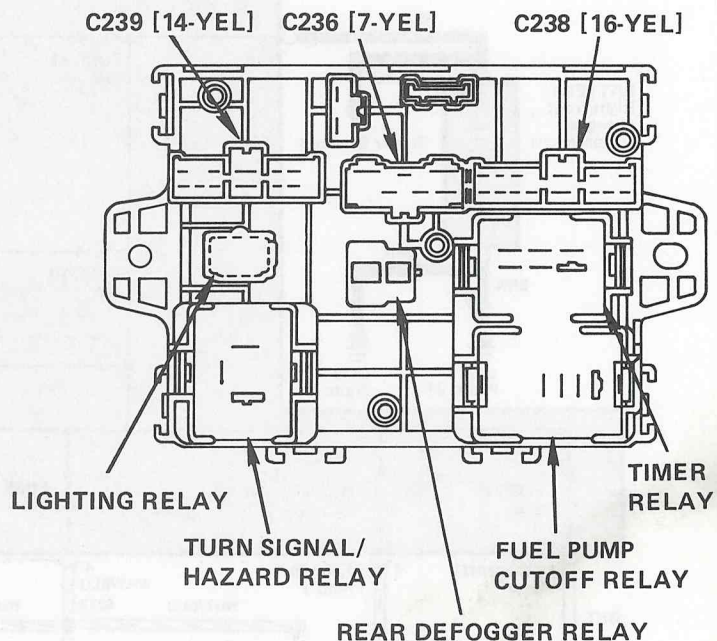 C239 [14-YEL]
C236 [7-YEL]
C238 [16-YEL]
LIGHTING RELAY
TURN SIGNAL/
HAZARD RELAY
REAR DEFOGGER RELAY
FUEL PUMP
CUTOFF RELAY
TIMER
RELAY